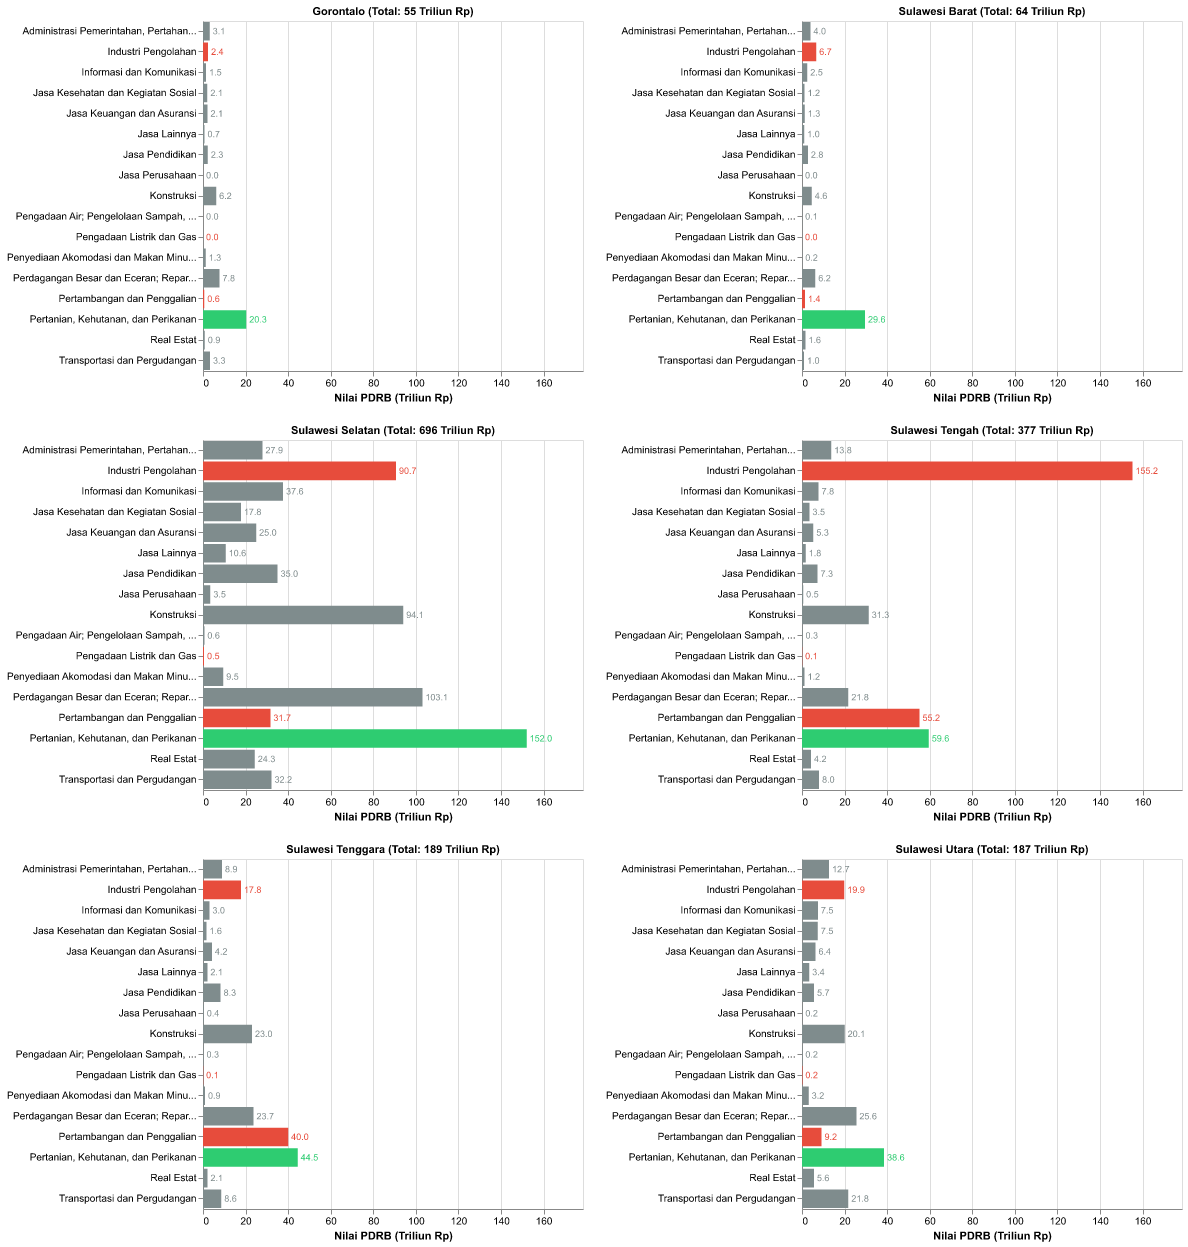 Gorontalo (Total: 55 Triliun Rp)
Administrasi Pemerintahan, Pertahan... 3.1
Industri Pengolahan 2.4
Informasi dan Komunikasi 1.5
Jasa Kesehatan dan Kegiatan Sosial 2.1
Jasa Keuangan dan Asuransi 2.1
Jasa Lainnya 0.7
Jasa Pendidikan 2.3
Jasa Perusahaan 0.0
Konstruksi 6.2
Pengadaan Air; Pengelolaan Sampah, ... 0.0
Pengadaan Listrik dan Gas 0.0
Penyediaan Akomodasi dan Makan Minu... 1.3
Perdagangan Besar dan Eceran; Repar... 7.8
Pertambangan dan Penggalian 0.6
Pertanian, Kehutanan, dan Perikanan 20.3
Real Estat 0.9
Transportasi dan Pergudangan 3.3
0 20 40 60 80 100 120 140 160
Nilai PDRB (Triliun Rp)
Sulawesi Barat (Total: 64 Triliun Rp)
Administrasi Pemerintahan, Pertahan... 4.0
Industri Pengolahan 6.7
Informasi dan Komunikasi 2.5
Jasa Kesehatan dan Kegiatan Sosial 1.2
Jasa Keuangan dan Asuransi 1.3
Jasa Lainnya 1.0
Jasa Pendidikan 2.8
Jasa Perusahaan 0.0
Konstruksi 4.6
Pengadaan Air; Pengelolaan Sampah, ... 0.1
Pengadaan Listrik dan Gas 0.0
Penyediaan Akomodasi dan Makan Minu... 0.2
Perdagangan Besar dan Eceran; Repar... 6.2
Pertambangan dan Penggalian 1.4
Pertanian, Kehutanan, dan Perikanan 29.6
Real Estat 1.6
Transportasi dan Pergudangan 1.0
0 20 40 60 80 100 120 140 160
Nilai PDRB (Triliun Rp)
Sulawesi Selatan (Total: 696 Triliun Rp)
Administrasi Pemerintahan, Pertahan... 27.9
Industri Pengolahan 90.7
Informasi dan Komunikasi 37.6
Jasa Kesehatan dan Kegiatan Sosial 17.8
Jasa Keuangan dan Asuransi 25.0
Jasa Lainnya 10.6
Jasa Pendidikan 35.0
Jasa Perusahaan 3.5
Konstruksi 94.1
Pengadaan Air; Pengelolaan Sampah, ... 0.6
Pengadaan Listrik dan Gas 0.5
Penyediaan Akomodasi dan Makan Minu... 9.5
Perdagangan Besar dan Eceran; Repar... 103.1
Pertambangan dan Penggalian 31.7
Pertanian, Kehutanan, dan Perikanan 152.0
Real Estat 24.3
Transportasi dan Pergudangan 32.2
0 20 40 60 80 100 120 140 160
Nilai PDRB (Triliun Rp)
Sulawesi Tengah (Total: 377 Triliun Rp)
Administrasi Pemerintahan, Pertahan... 13.8
Industri Pengolahan 155.2
Informasi dan Komunikasi 7.8
Jasa Kesehatan dan Kegiatan Sosial 3.5
Jasa Keuangan dan Asuransi 5.3
Jasa Lainnya 1.8
Jasa Pendidikan 7.3
Jasa Perusahaan 0.5
Konstruksi 31.3
Pengadaan Air; Pengelolaan Sampah, ... 0.3
Pengadaan Listrik dan Gas 0.1
Penyediaan Akomodasi dan Makan Minu... 1.2
Perdagangan Besar dan Eceran; Repar... 21.8
Pertambangan dan Penggalian 55.2
Pertanian, Kehutanan, dan Perikanan 59.6
Real Estat 4.2
Transportasi dan Pergudangan 8.0
0 20 40 60 80 100 120 140 160
Nilai PDRB (Triliun Rp)
Sulawesi Tenggara (Total: 189 Triliun Rp)
Administrasi Pemerintahan, Pertahan... 8.9
Industri Pengolahan 17.8
Informasi dan Komunikasi 3.0
Jasa Kesehatan dan Kegiatan Sosial 1.6
Jasa Keuangan dan Asuransi 4.2
Jasa Lainnya 2.1
Jasa Pendidikan 8.3
Jasa Perusahaan 0.4
Konstruksi 23.0
Pengadaan Air; Pengelolaan Sampah, ... 0.3
Pengadaan Listrik dan Gas 0.1
Penyediaan Akomodasi dan Makan Minu... 0.9
Perdagangan Besar dan Eceran; Repar... 23.7
Pertambangan dan Penggalian 40.0
Pertanian, Kehutanan, dan Perikanan 44.5
Real Estat 2.1
Transportasi dan Pergudangan 8.6
0 20 40 60 80 100 120 140 160
Nilai PDRB (Triliun Rp)
Sulawesi Utara (Total: 187 Triliun Rp)
Administrasi Pemerintahan, Pertahan... 12.7
Industri Pengolahan 19.9
Informasi dan Komunikasi 7.5
Jasa Kesehatan dan Kegiatan Sosial 7.5
Jasa Keuangan dan Asuransi 6.4
Jasa Lainnya 3.4
Jasa Pendidikan 5.7
Jasa Perusahaan 0.2
Konstruksi 20.1
Pengadaan Air; Pengelolaan Sampah, ... 0.2
Pengadaan Listrik dan Gas 0.2
Penyediaan Akomodasi dan Makan Minu... 3.2
Perdagangan Besar dan Eceran; Repar... 25.6
Pertambangan dan Penggalian 9.2
Pertanian, Kehutanan, dan Perikanan 38.6
Real Estat 5.6
Transportasi dan Pergudangan 21.8
0 20 40 60 80 100 120 140 160
Nilai PDRB (Triliun Rp)